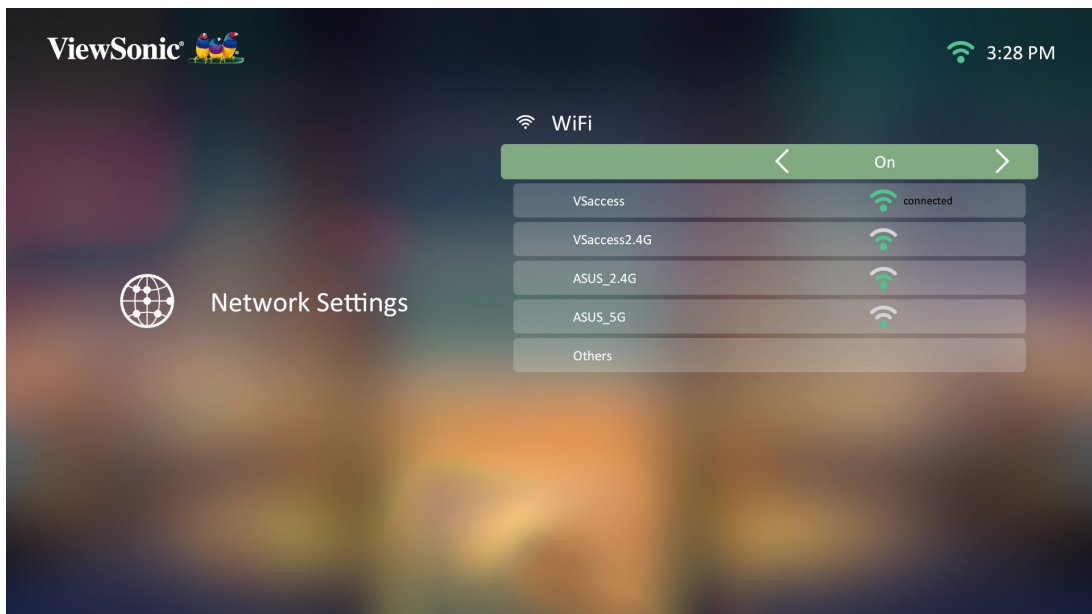 ViewSonic®
3:28 PM
WiFi
On
VSaccess connected
VSaccess2.4G
ASUS_2.4G
Network Settings
ASUS_5G
Others